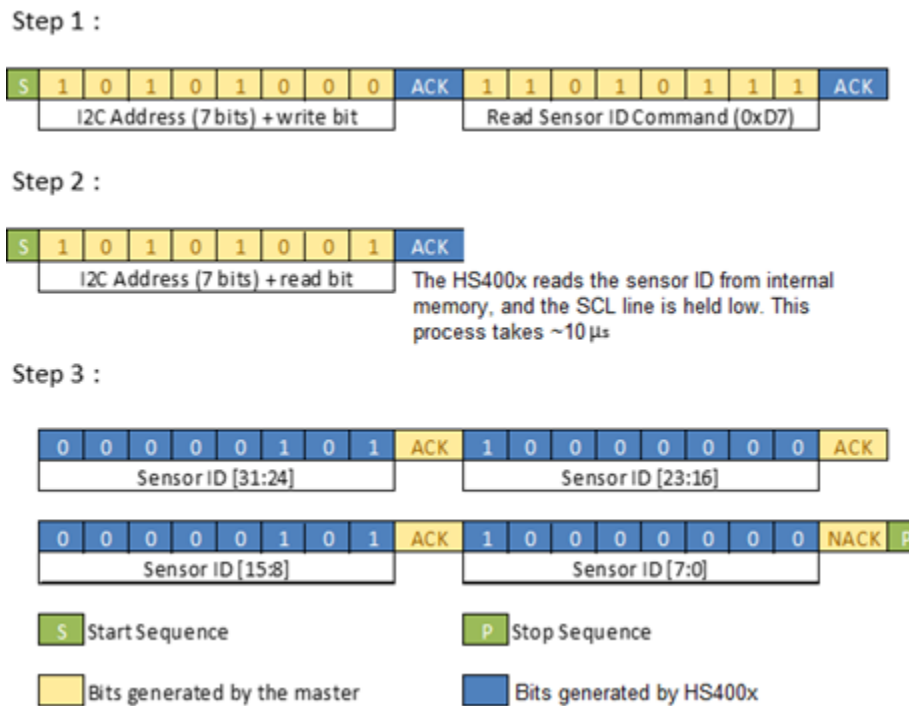 Step 1 :
S 1 0 1 0 1 0 0 0 ACK 1 1 0 1 0 1 1 1 ACK
I2C Address (7 bits) + write bit Read Sensor ID Command (0xD7)
Step 2 :
S 1 0 1 0 1 0 0 1 ACK
I2C Address (7 bits) + read bit
The HS400x reads the sensor ID from internal
memory, and the SCL line is held low. This
process takes ~10 µs
Step 3 :
0 0 0 0 0 1 0 1 ACK 1 0 0 0 0 0 0 0 ACK
Sensor ID [31:24] Sensor ID [23:16]
0 0 0 0 0 1 0 1 ACK 1 0 0 0 0 0 0 0 NACK P
Sensor ID [15:8] Sensor ID [7:0]
S Start Sequence P Stop Sequence
Bits generated by the master Bits generated by HS400x